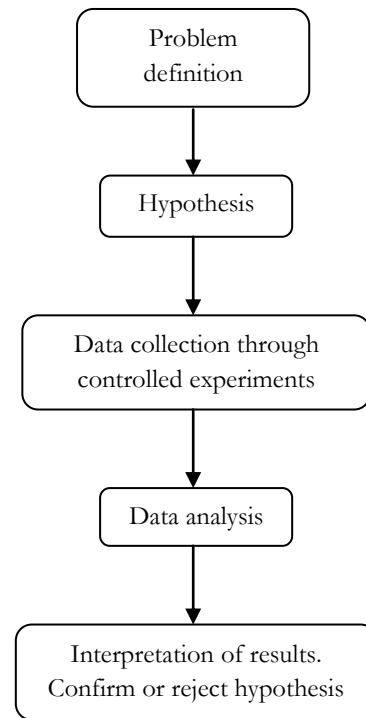 Problem
definition
Hypothesis
Data collection through
controlled experiments
Data analysis
Interpretation of results.
Confirm or reject hypothesis